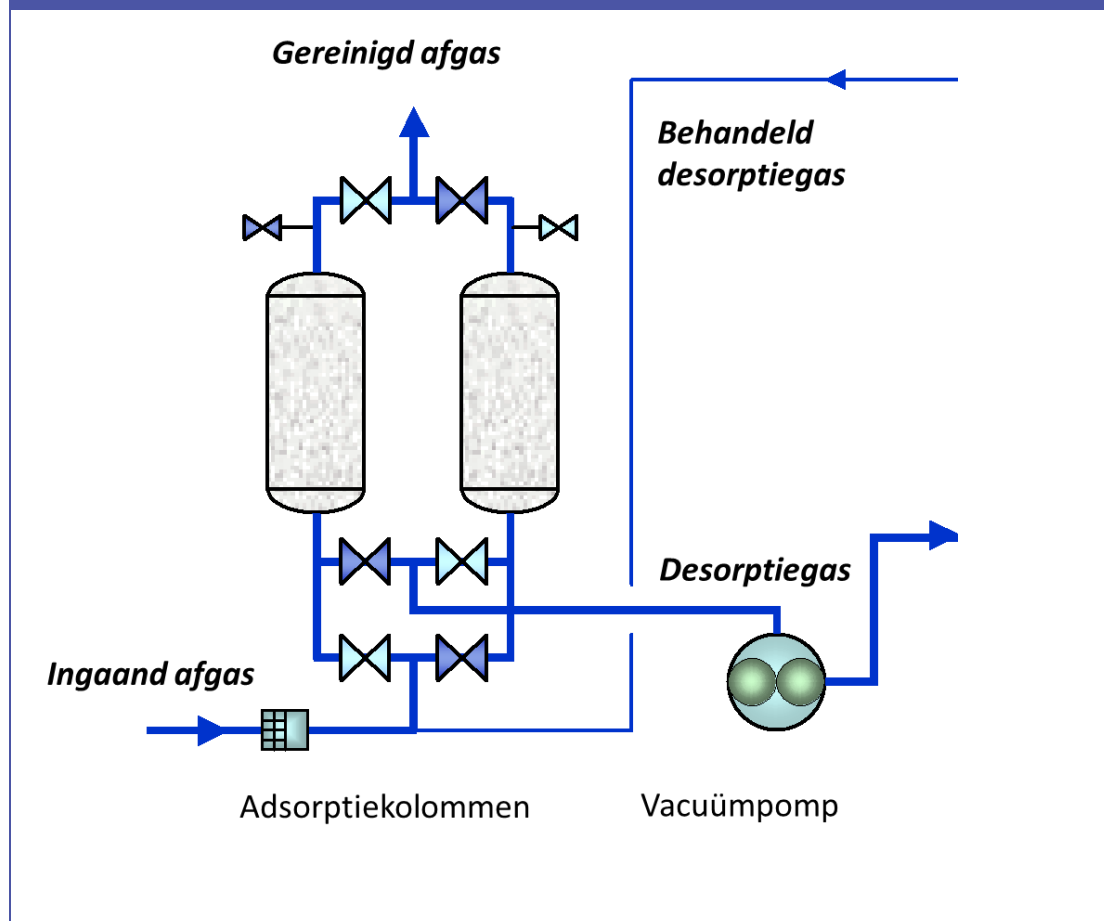 Gereinigd afgas
Behandeld
desorptiegas
Desorptiegas
Ingaand afgas
Adsorptiekolommen
Vacuümpomp